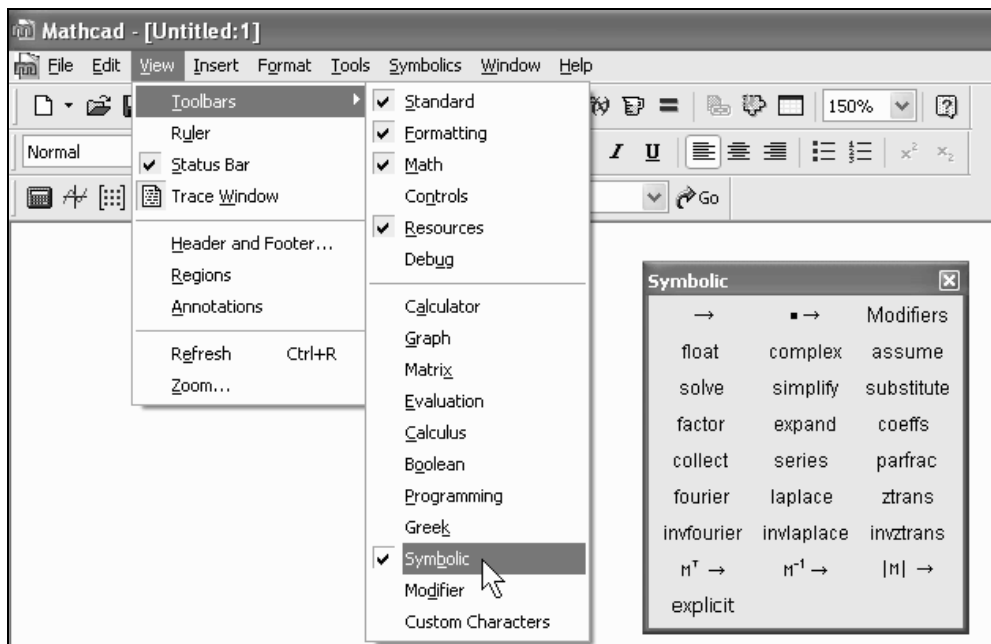 Mathcad - [Untitled:1]
File Edit View Insert Format Tools Symbolics Window Help
150%
Normal
I U x² x₂
Go
Toolbars
Ruler
Status Bar
Trace Window
Header and Footer...
Regions
Annotations
Refresh Ctrl+R
Zoom...
Standard
Formatting
Math
Controls
Resources
Debug
Calculator
Graph
Matrix
Evaluation
Calculus
Boolean
Programming
Greek
Symbolic
Modifier
Custom Characters
Symbolic
→ ▪ → Modifiers
float complex assume
solve simplify substitute
factor expand coeffs
collect series parfrac
fourier laplace ztrans
invfourier invlaplace invztrans
Mᵀ → M⁻¹ → |M| →
explicit